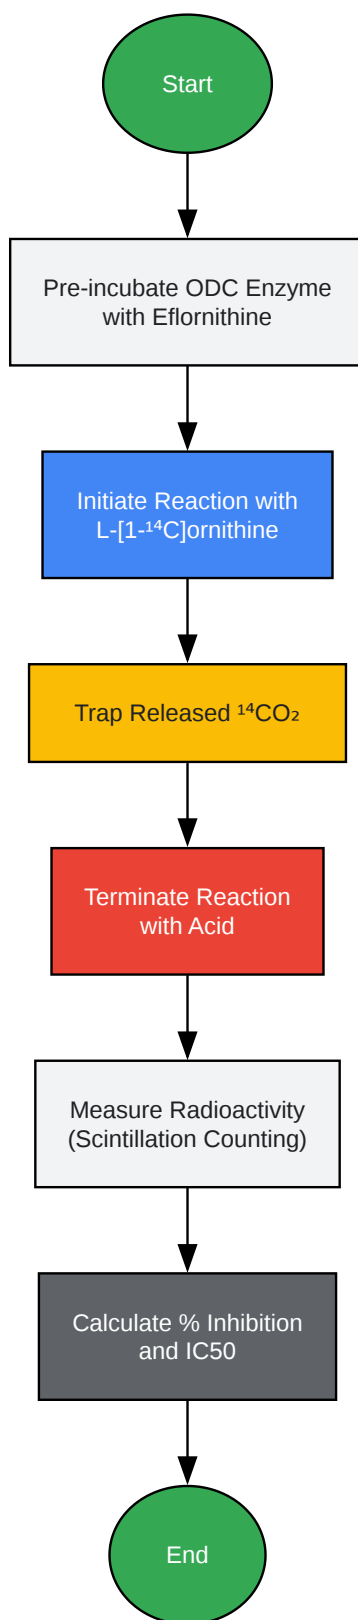 Start
Pre-incubate ODC Enzyme
with Eflornithine
Initiate Reaction with
L-[1-¹⁴C]ornithine
Trap Released ¹⁴CO₂
Terminate Reaction
with Acid
Measure Radioactivity
(Scintillation Counting)
Calculate % Inhibition
and IC50
End